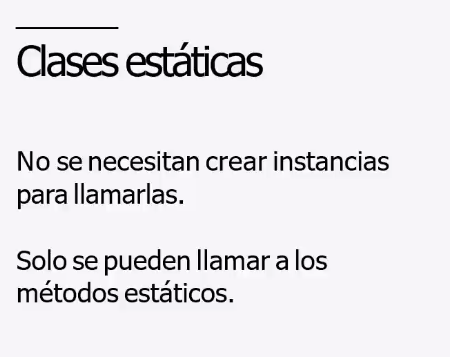 Clases estáticas
No se necesitan crear instancias
para llamarlas.
Solo se pueden llamar a los
métodos estáticos.